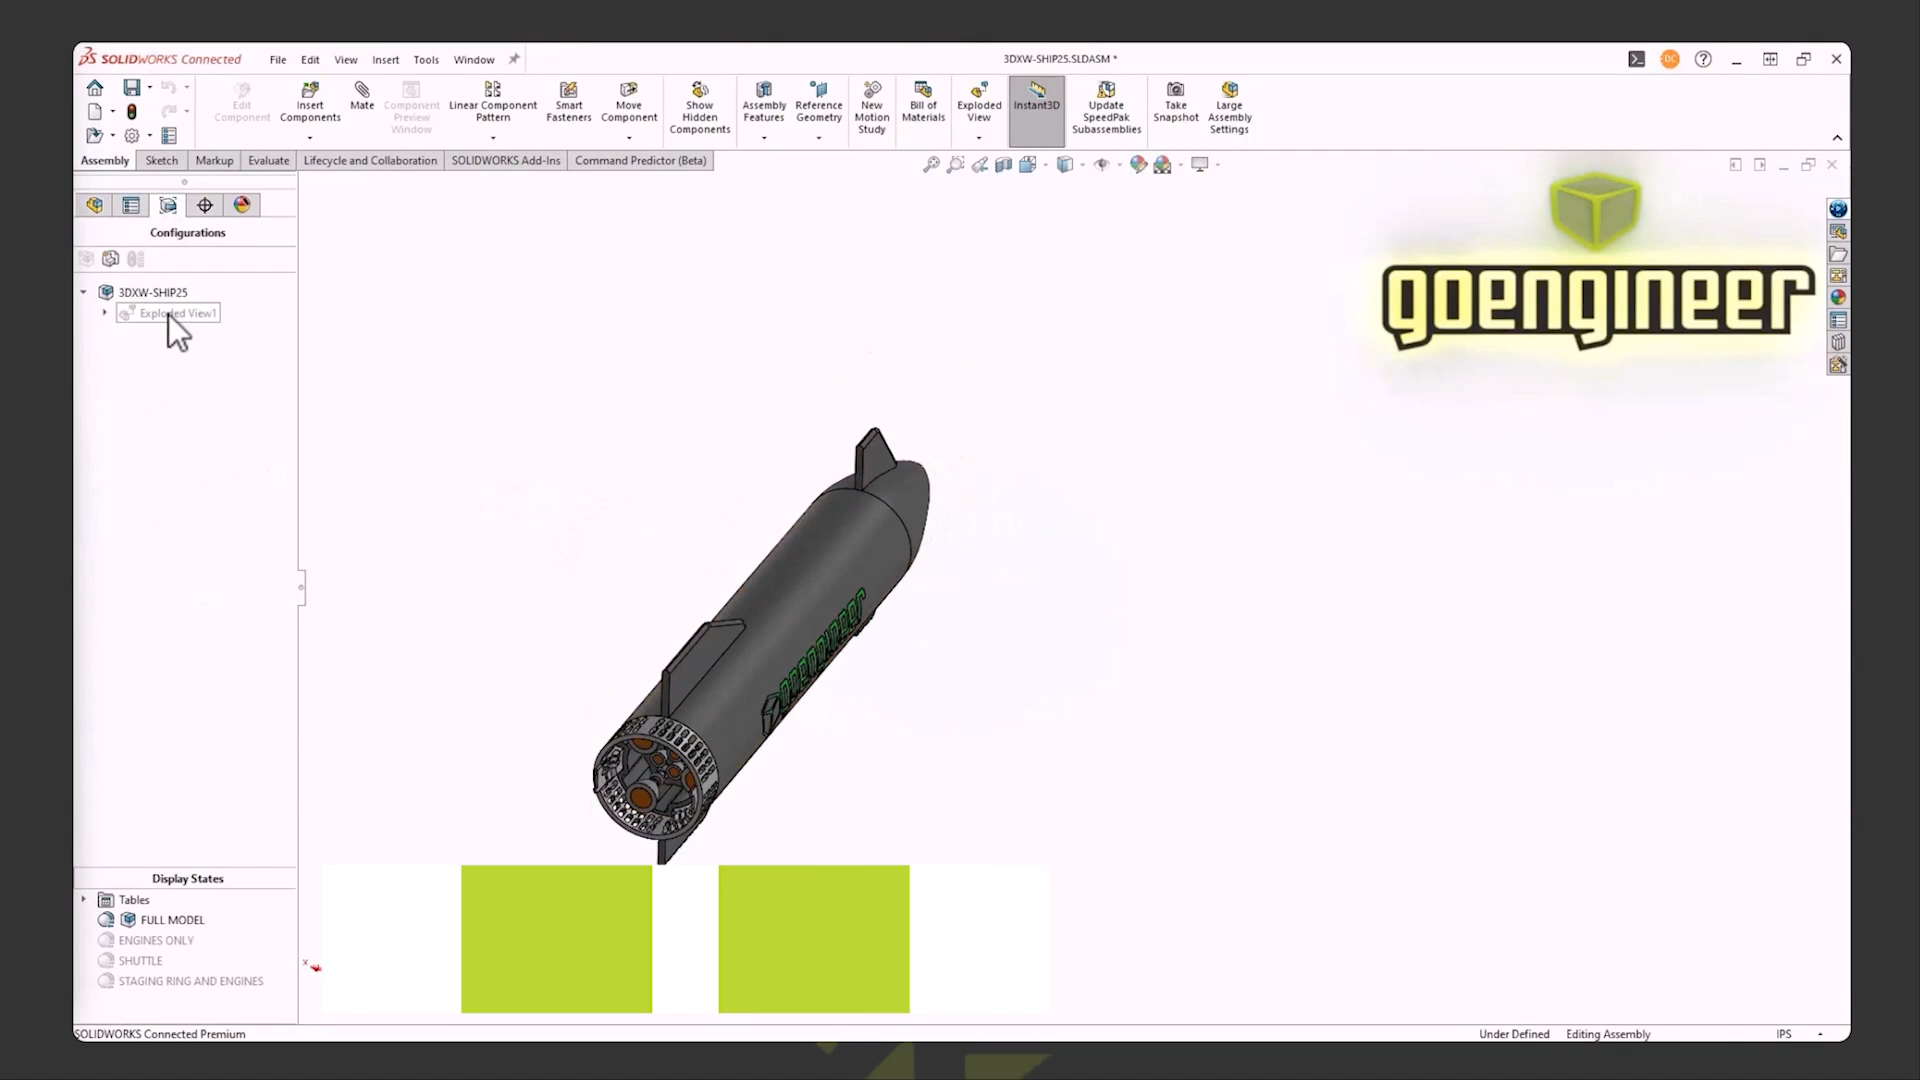 SOLIDWORKS Connected
File Edit View Insert Tools Window
3DXW-SHIP25.SLDASM *
DC
Edit Component
Insert Components
Mate
Component Preview Window
Linear Component Pattern
Smart Fasteners
Move Component
Show Hidden Components
Assembly Features
Reference Geometry
New Motion Study
Bill of Materials
Exploded View
Instant3D
Update SpeedPak Subassemblies
Take Snapshot
Large Assembly Settings
Assembly Sketch Markup Evaluate Lifecycle and Collaboration SOLIDWORKS Add-Ins Command Predictor (Beta)
Configurations
3DXW-SHIP25
Exploded View1
goengineer
goengineer
Display States
Tables
FULL MODEL
ENGINES ONLY
SHUTTLE
STAGING RING AND ENGINES
x
SOLIDWORKS Connected Premium
Under Defined Editing Assembly IPS